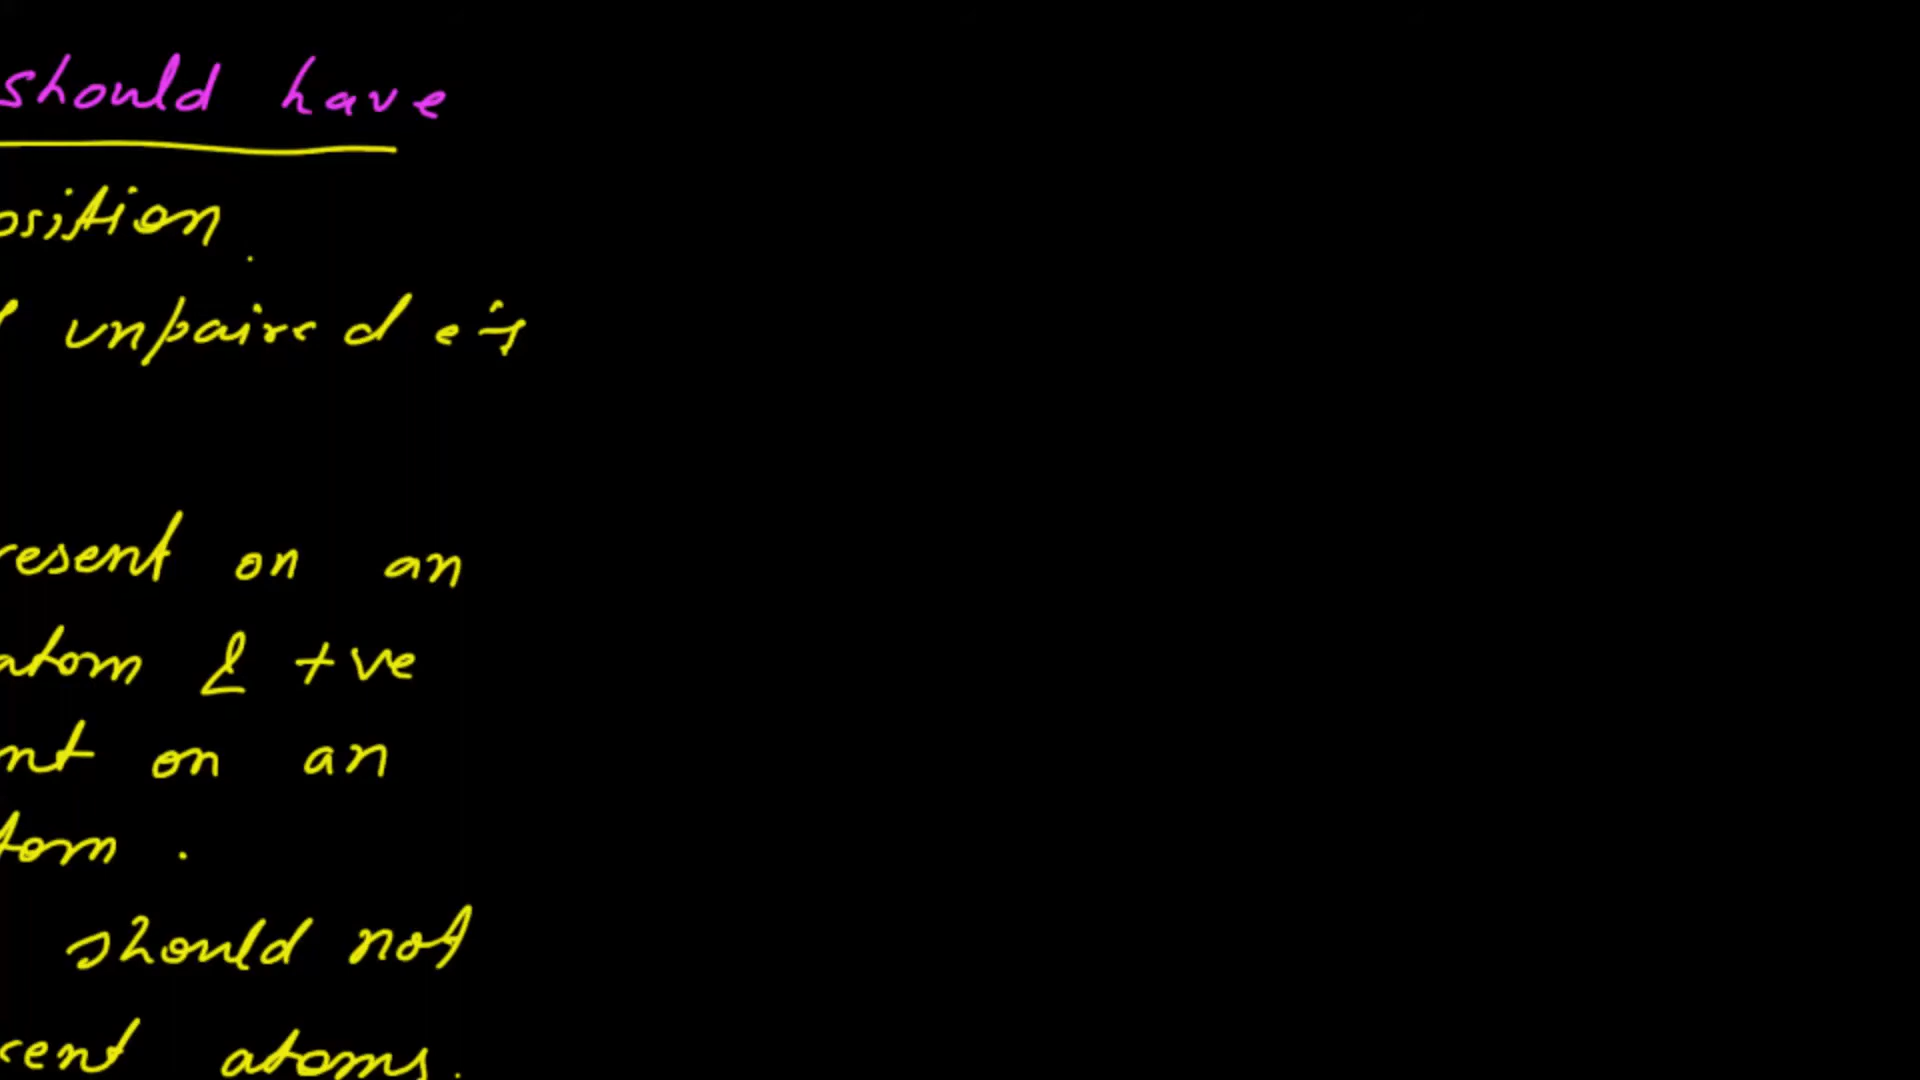 should have
osition.
unpaired e-s
resent on an
atom & +ve
nt on an
tom.
should not
cent atoms.